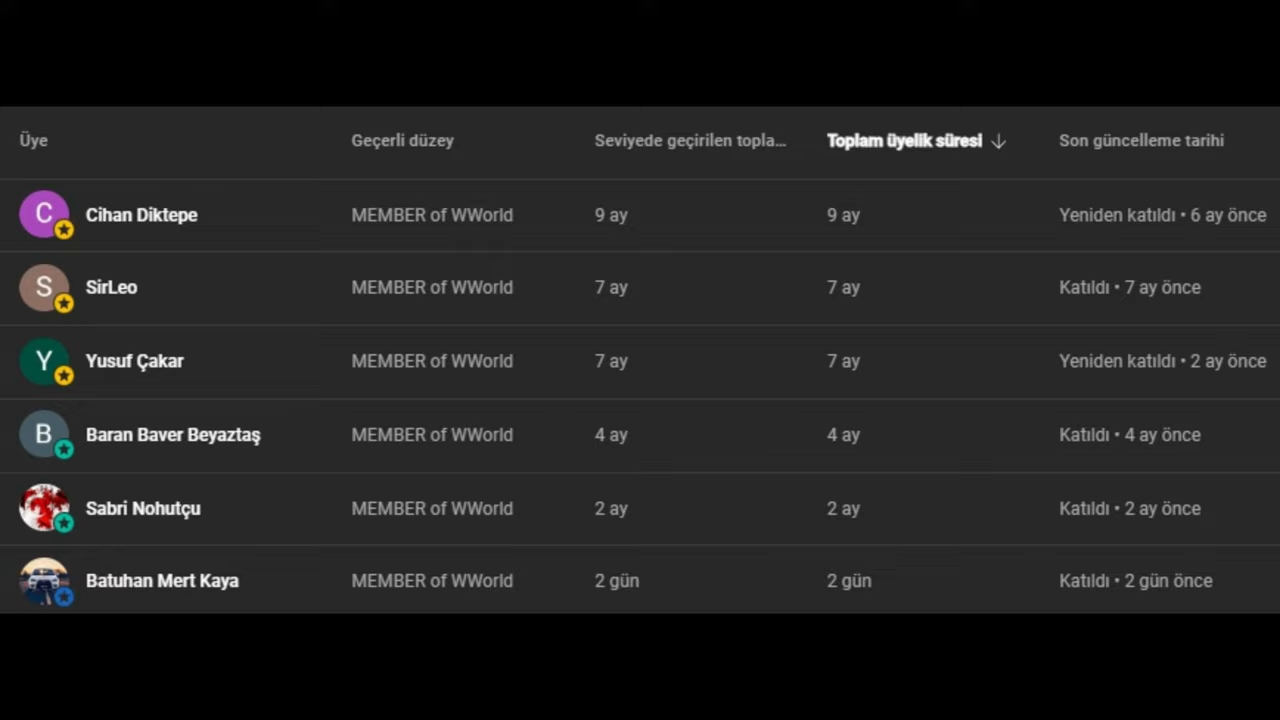 Üye Geçerli düzey Seviyede geçirilen topla... Toplam üyelik süresi ↓ Son güncelleme tarihi
C Cihan Diktepe MEMBER of WWorld 9 ay 9 ay Yeniden katıldı • 6 ay önce
S SirLeo MEMBER of WWorld 7 ay 7 ay Katıldı • 7 ay önce
Y Yusuf Çakar MEMBER of WWorld 7 ay 7 ay Yeniden katıldı • 2 ay önce
B Baran Baver Beyaztaş MEMBER of WWorld 4 ay 4 ay Katıldı • 4 ay önce
Sabri Nohutçu MEMBER of WWorld 2 ay 2 ay Katıldı • 2 ay önce
Batuhan Mert Kaya MEMBER of WWorld 2 gün 2 gün Katıldı • 2 gün önce